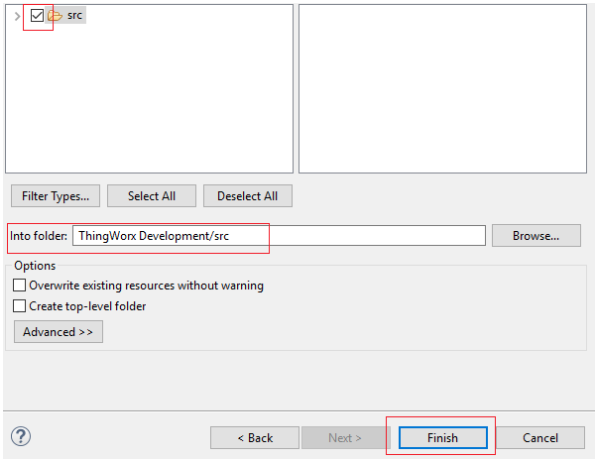 src
Filter Types... Select All Deselect All
Into folder: ThingWorx Development/src Browse...
Options
Overwrite existing resources without warning
Create top-level folder
Advanced >>
? < Back Next > Finish Cancel